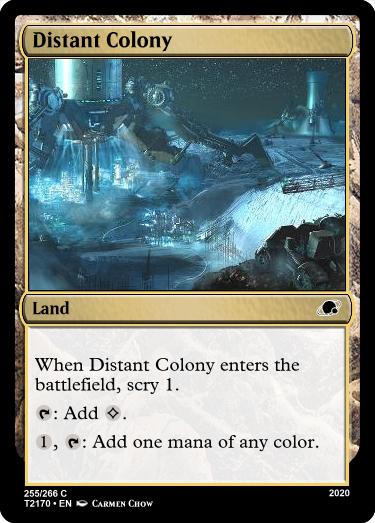 Distant Colony
Land
When Distant Colony enters the
battlefield, scry 1.
: Add .
1, : Add one mana of any color.
255/266 C
2020
T2170 • EN Carmen Chow